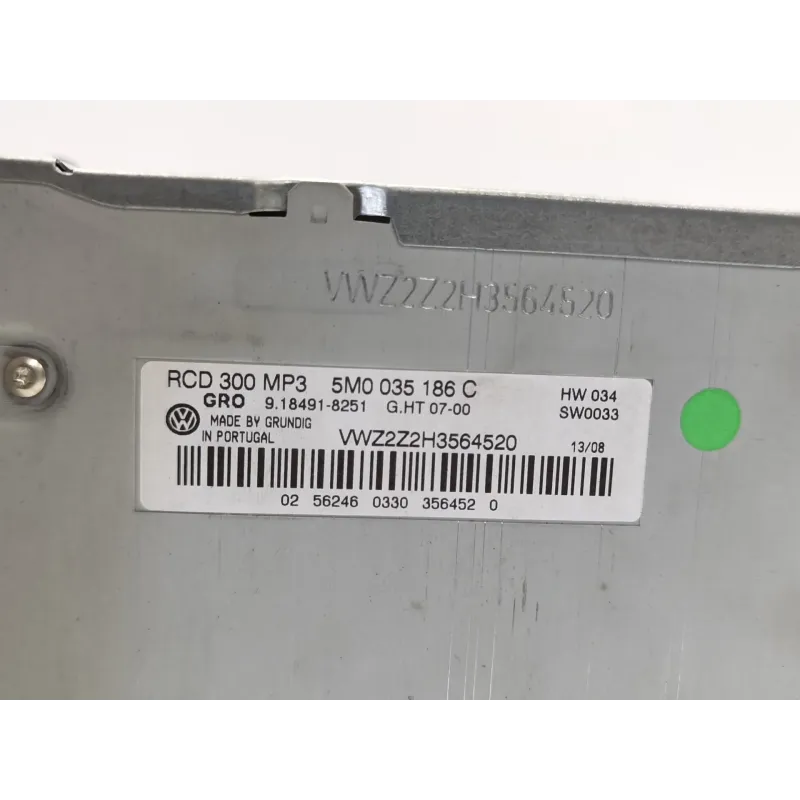 VWZ2Z2H3564520
RCD 300 MP3 5M0 035 186 C HW 034
GRO 9.18491-8251 G.HT 07-00 SW0033
MADE BY GRUNDIG
IN PORTUGAL VWZ2Z2H3564520 13/08
02 56246 0330 356452 0